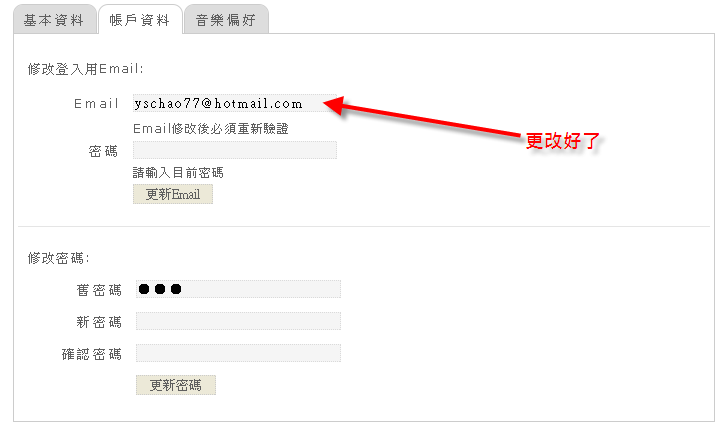 基本資料 帳戶資料 音樂偏好
修改登入用Email:
Email yschao77@hotmail.com
Email修改後必須重新驗證
更改好了
密碼
請輸入目前密碼
更新Email
修改密碼:
舊密碼 ●●●
新密碼
確認密碼
更新密碼